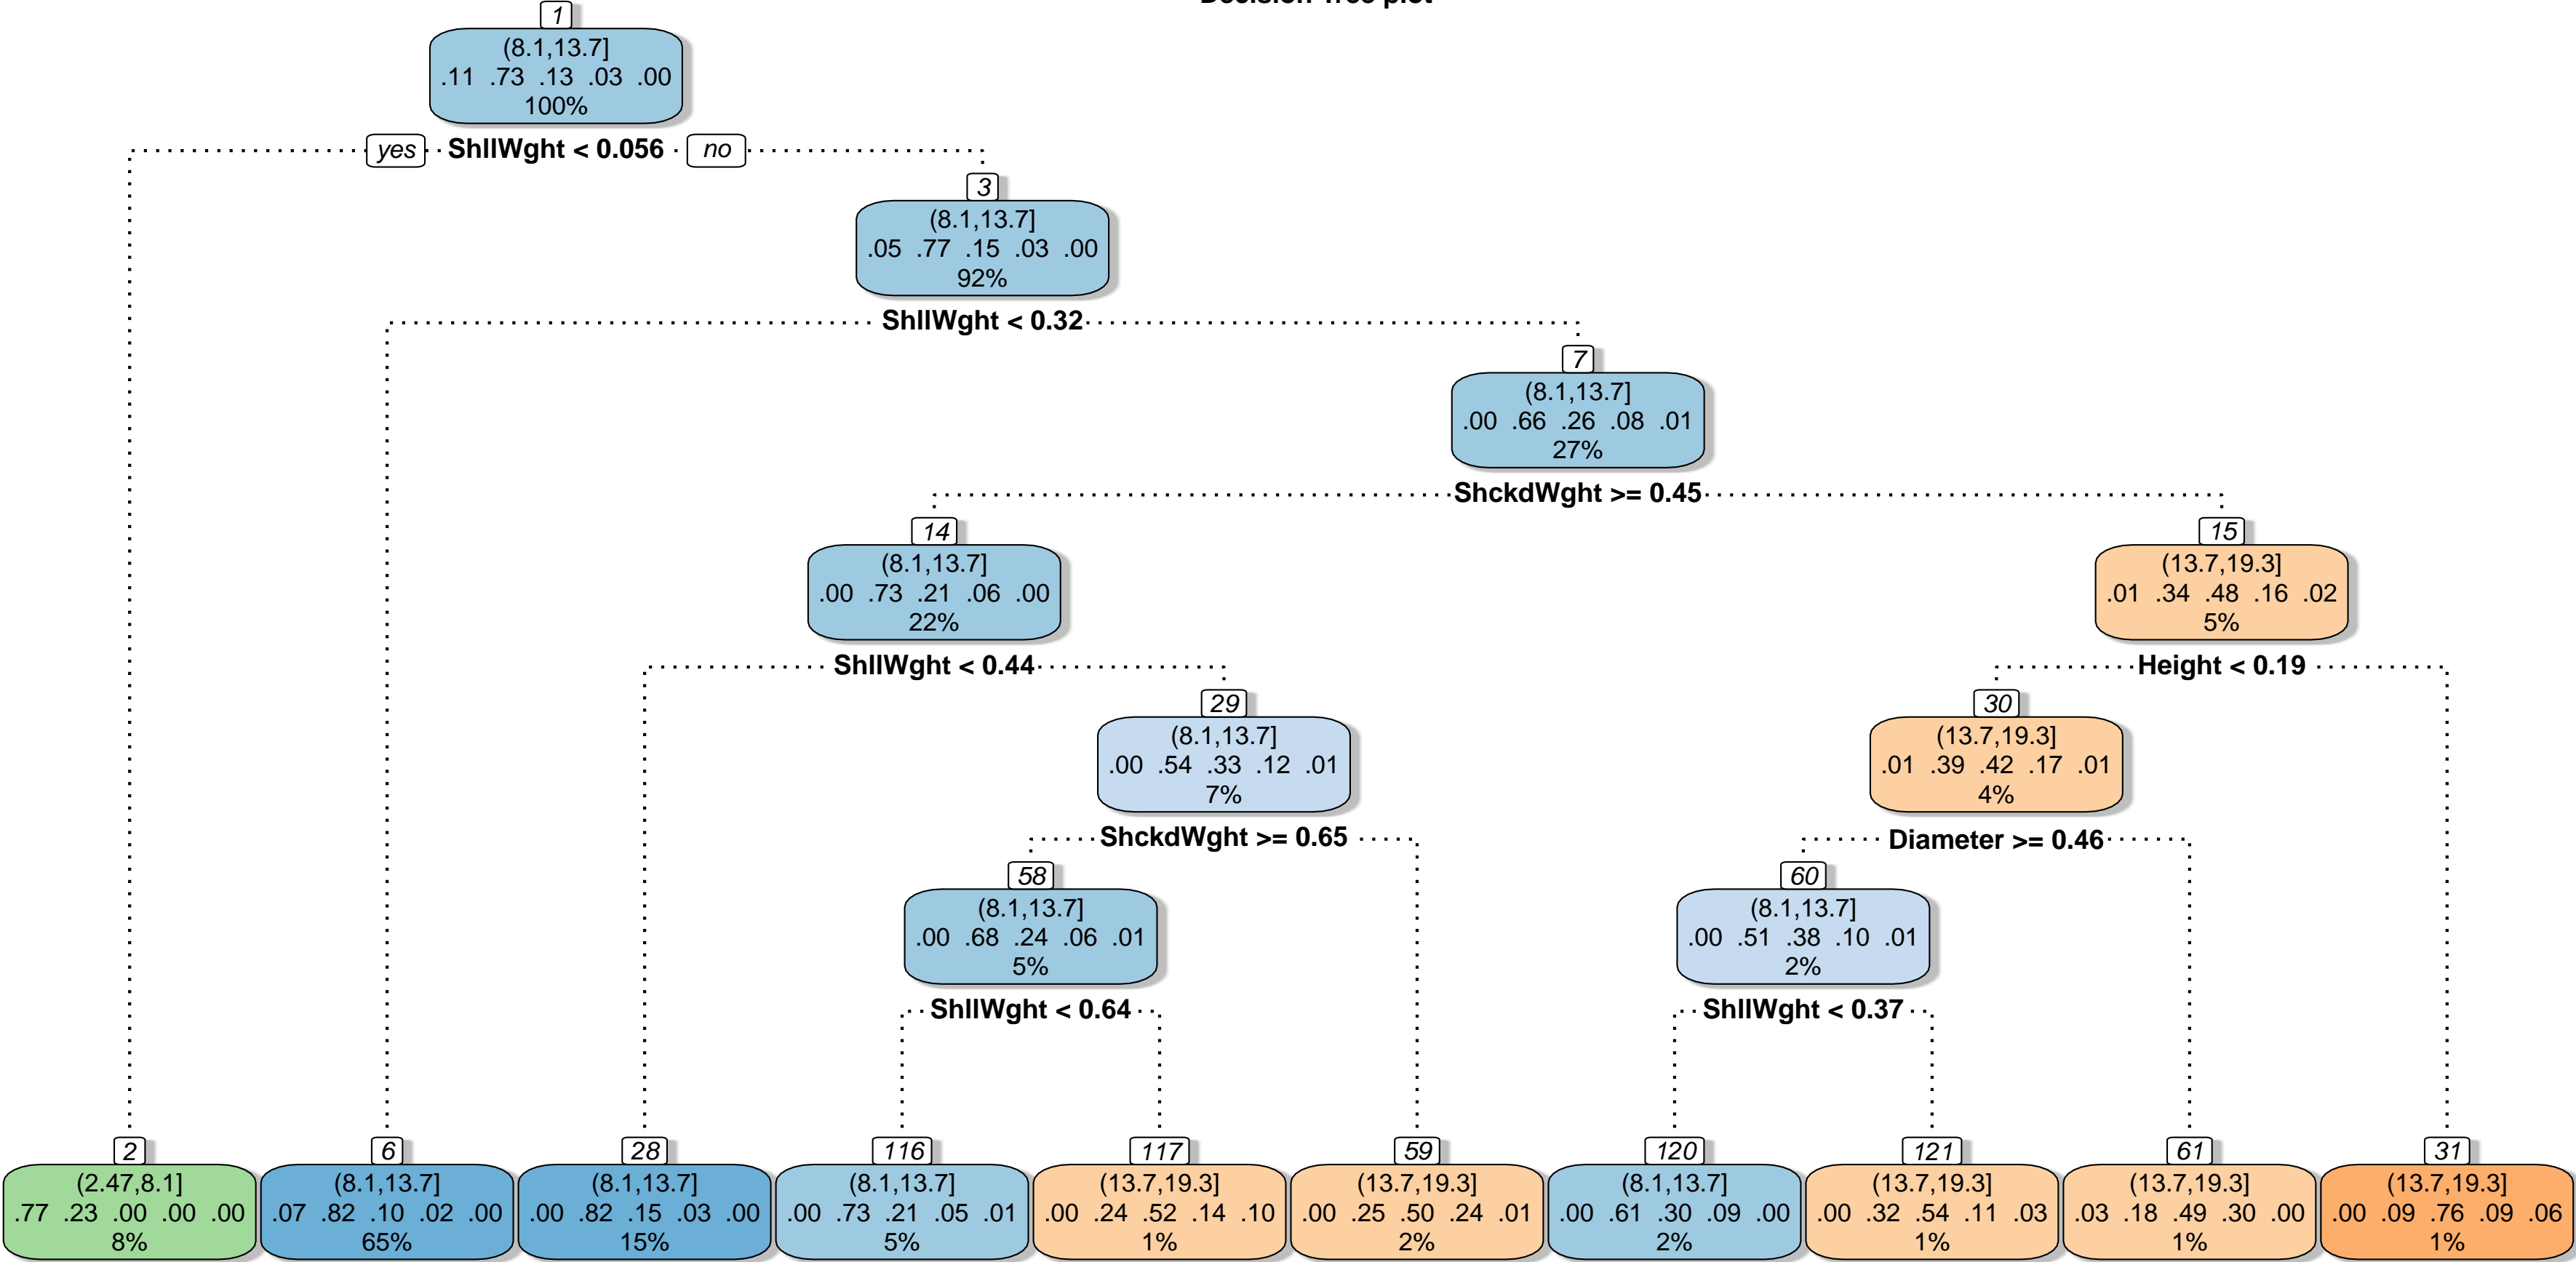 Decision Tree plot
1
(8.1,13.7]
.11 .73 .13 .03 .00
100%
yes ShllWght < 0.056 no
3
(8.1,13.7]
.05 .77 .15 .03 .00
92%
ShllWght < 0.32
7
(8.1,13.7]
.00 .66 .26 .08 .01
27%
ShckdWght >= 0.45
14
(8.1,13.7]
.00 .73 .21 .06 .00
22%
15
(13.7,19.3]
.01 .34 .48 .16 .02
5%
ShllWght < 0.44
Height < 0.19
29
(8.1,13.7]
.00 .54 .33 .12 .01
7%
30
(13.7,19.3]
.01 .39 .42 .17 .01
4%
ShckdWght >= 0.65
Diameter >= 0.46
58
(8.1,13.7]
.00 .68 .24 .06 .01
5%
60
(8.1,13.7]
.00 .51 .38 .10 .01
2%
ShllWght < 0.64
ShllWght < 0.37
2
(2.47,8.1]
.77 .23 .00 .00 .00
8%
6
(8.1,13.7]
.07 .82 .10 .02 .00
65%
28
(8.1,13.7]
.00 .82 .15 .03 .00
15%
116
(8.1,13.7]
.00 .73 .21 .05 .01
5%
117
(13.7,19.3]
.00 .24 .52 .14 .10
1%
59
(13.7,19.3]
.00 .25 .50 .24 .01
2%
120
(8.1,13.7]
.00 .61 .30 .09 .00
2%
121
(13.7,19.3]
.00 .32 .54 .11 .03
1%
61
(13.7,19.3]
.03 .18 .49 .30 .00
1%
31
(13.7,19.3]
.00 .09 .76 .09 .06
1%